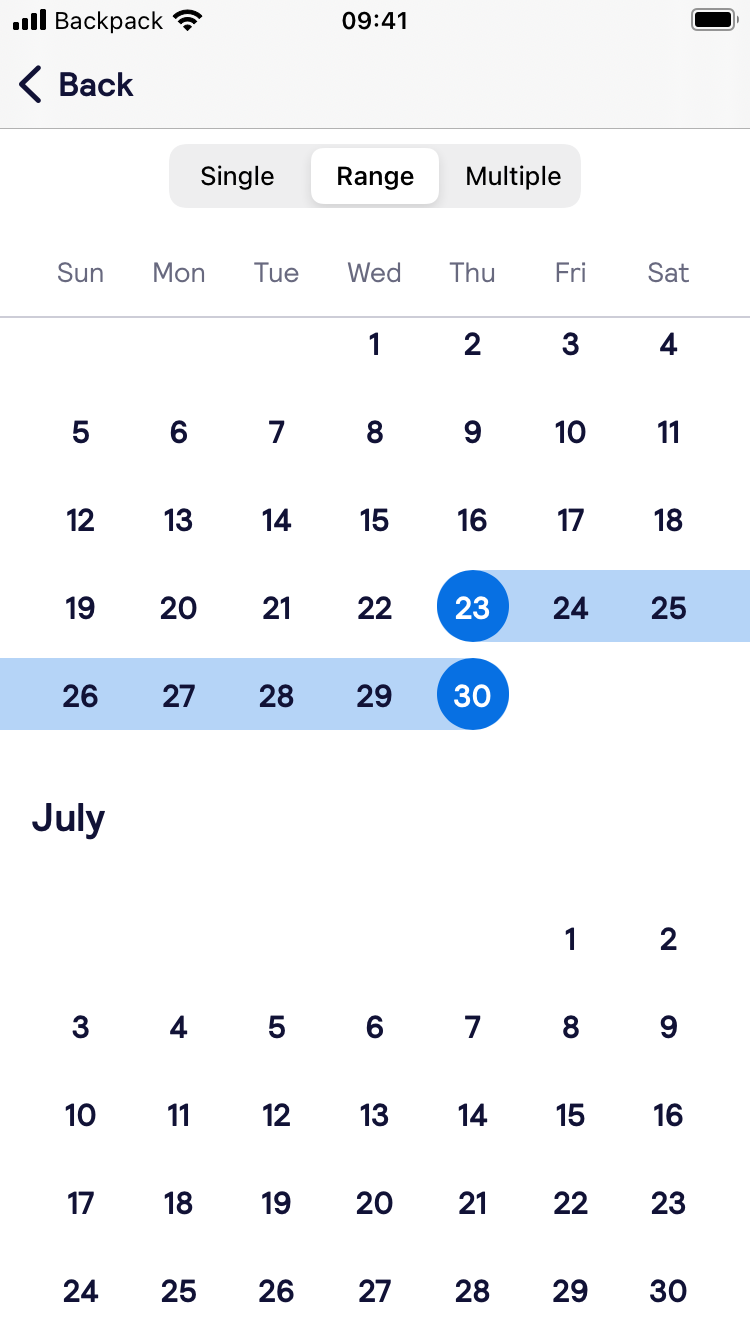 Backpack 09:41
Back
Single Range Multiple
Sun Mon Tue Wed Thu Fri Sat
1 2 3 4
5 6 7 8 9 10 11
12 13 14 15 16 17 18
19 20 21 22 23 24 25
26 27 28 29 30
July
1 2
3 4 5 6 7 8 9
10 11 12 13 14 15 16
17 18 19 20 21 22 23
24 25 26 27 28 29 30